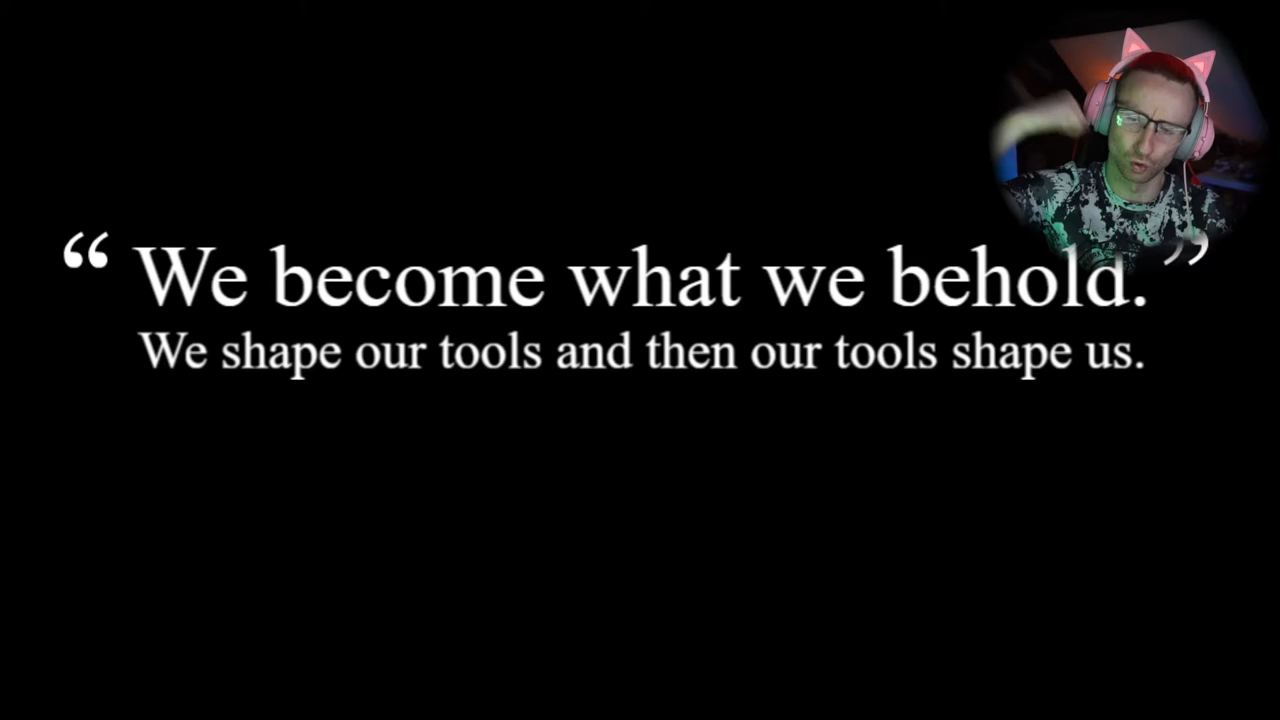 “ We become what we behold. ”
We shape our tools and then our tools shape us.